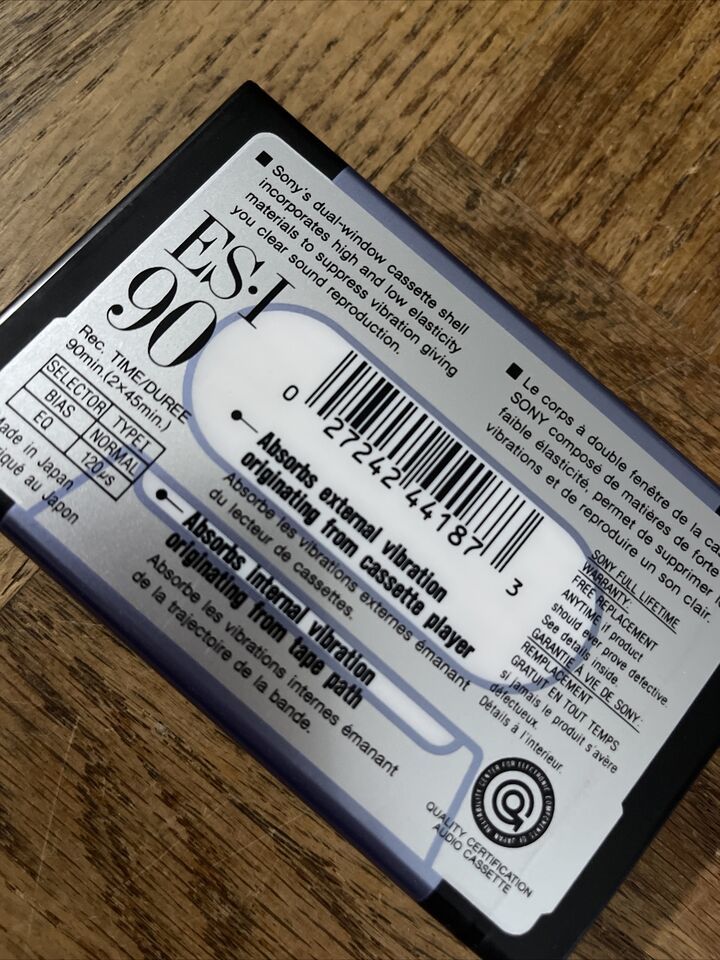 ■ Sony's dual-window cassette shell
incorporates high and low elasticity
materials to suppress vibration giving
you clear sound reproduction.
ES·I
90
Rec. TIME/DUREE
90min.(2×45min.)
SELECTOR TYPE I
BIAS NORMAL
EQ 120μs
Made in Japan
au Japon
■ Le corps à double fenêtre de la
SONY composé de matières de forte
faible élasticité, permet de supprimer
vibrations et de reproduire un son clair.
0 27242 44187 3
Absorbs external vibration
originating from cassette player
Absorbe les vibrations externes émanant
du lecteur de cassettes.
Absorbs internal vibration
originating from tape path
Absorbe les vibrations internes émanant
de la trajectoire de la bande.
SONY FULL LIFETIME
WARRANTY:
FREE REPLACEMENT
ANYTIME if product
should ever prove defective.
See details inside.
GARANTIE À VIE DE SONY:
REMPLACEMENT
GRATUIT EN TOUT TEMPS
si jamais le produit s'avère
défectueux.
Détails à l'intérieur.
RELIABILITY CENTER FOR ELECTRONIC COMPONENTS OF JAPAN
QUALITY CERTIFICATION
AUDIO CASSETTE